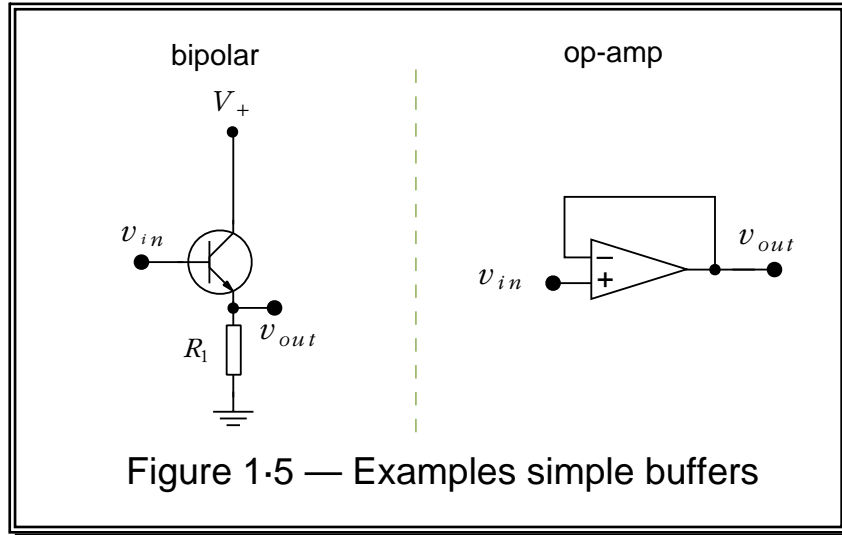 bipolar
V+
vin
vout
R1
op-amp
−
+
vin
vout
Figure 1·5 — Examples simple buffers